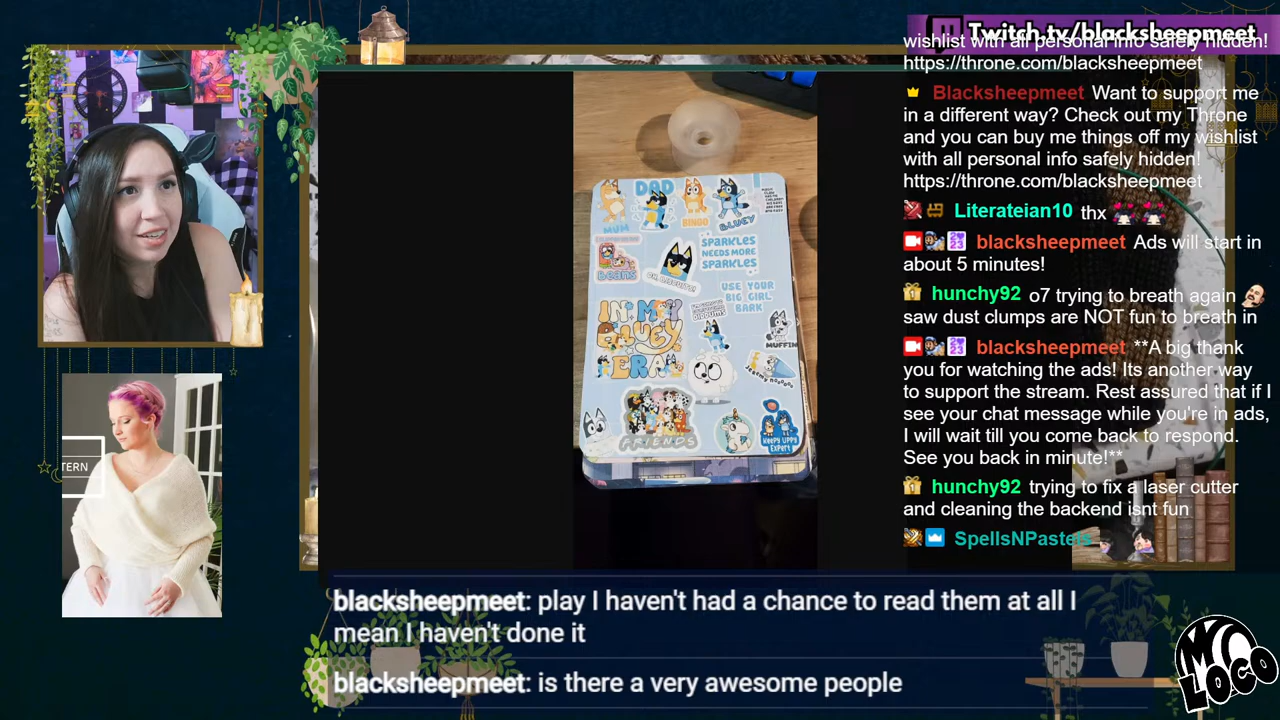 Twitch.tv/blacksheepmeet
wishlist with all personal info safely hidden!
https://throne.com/blacksheepmeet
Blacksheepmeet Want to support me
in a different way? Check out my Throne
and you can buy me things off my wishlist
with all personal info safely hidden!
https://throne.com/blacksheepmeet
Literateian10 thx
blacksheepmeet Ads will start in
about 5 minutes!
hunchy92 o7 trying to breath again
saw dust clumps are NOT fun to breath in
blacksheepmeet **A big thank
you for watching the ads! Its another way
to support the stream. Rest assured that if I
see your chat message while you're in ads,
I will wait till you come back to respond.
See you back in minute!**
hunchy92 trying to fix a laser cutter
and cleaning the backend isnt fun
SpellsNPastels
DAD
MUM
BINGO
BLUEY
SPARKLES
NEEDS MORE
SPARKLES
Beans
OH, BISCUITS!
USE YOUR
BIG GIRL
BARK
IN MY
BLUEY
ERA
MUFFIN
FRIENDS
KEEPY UPPY
EXPERT
TERN
blacksheepmeet: play I haven't had a chance to read them at all I
mean I haven't done it
blacksheepmeet: is there a very awesome people
MC
LOCO